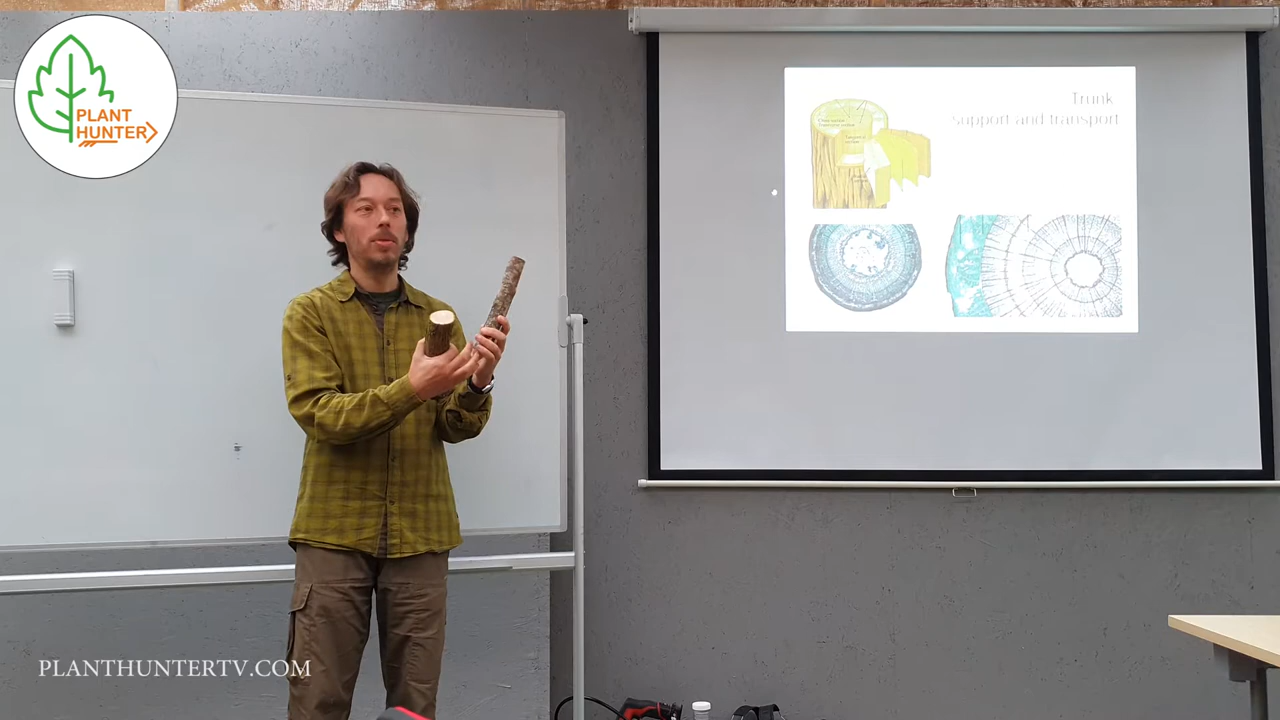 PLANT
HUNTER
Trunk
support and transport
PLANTHUNTERTV.COM